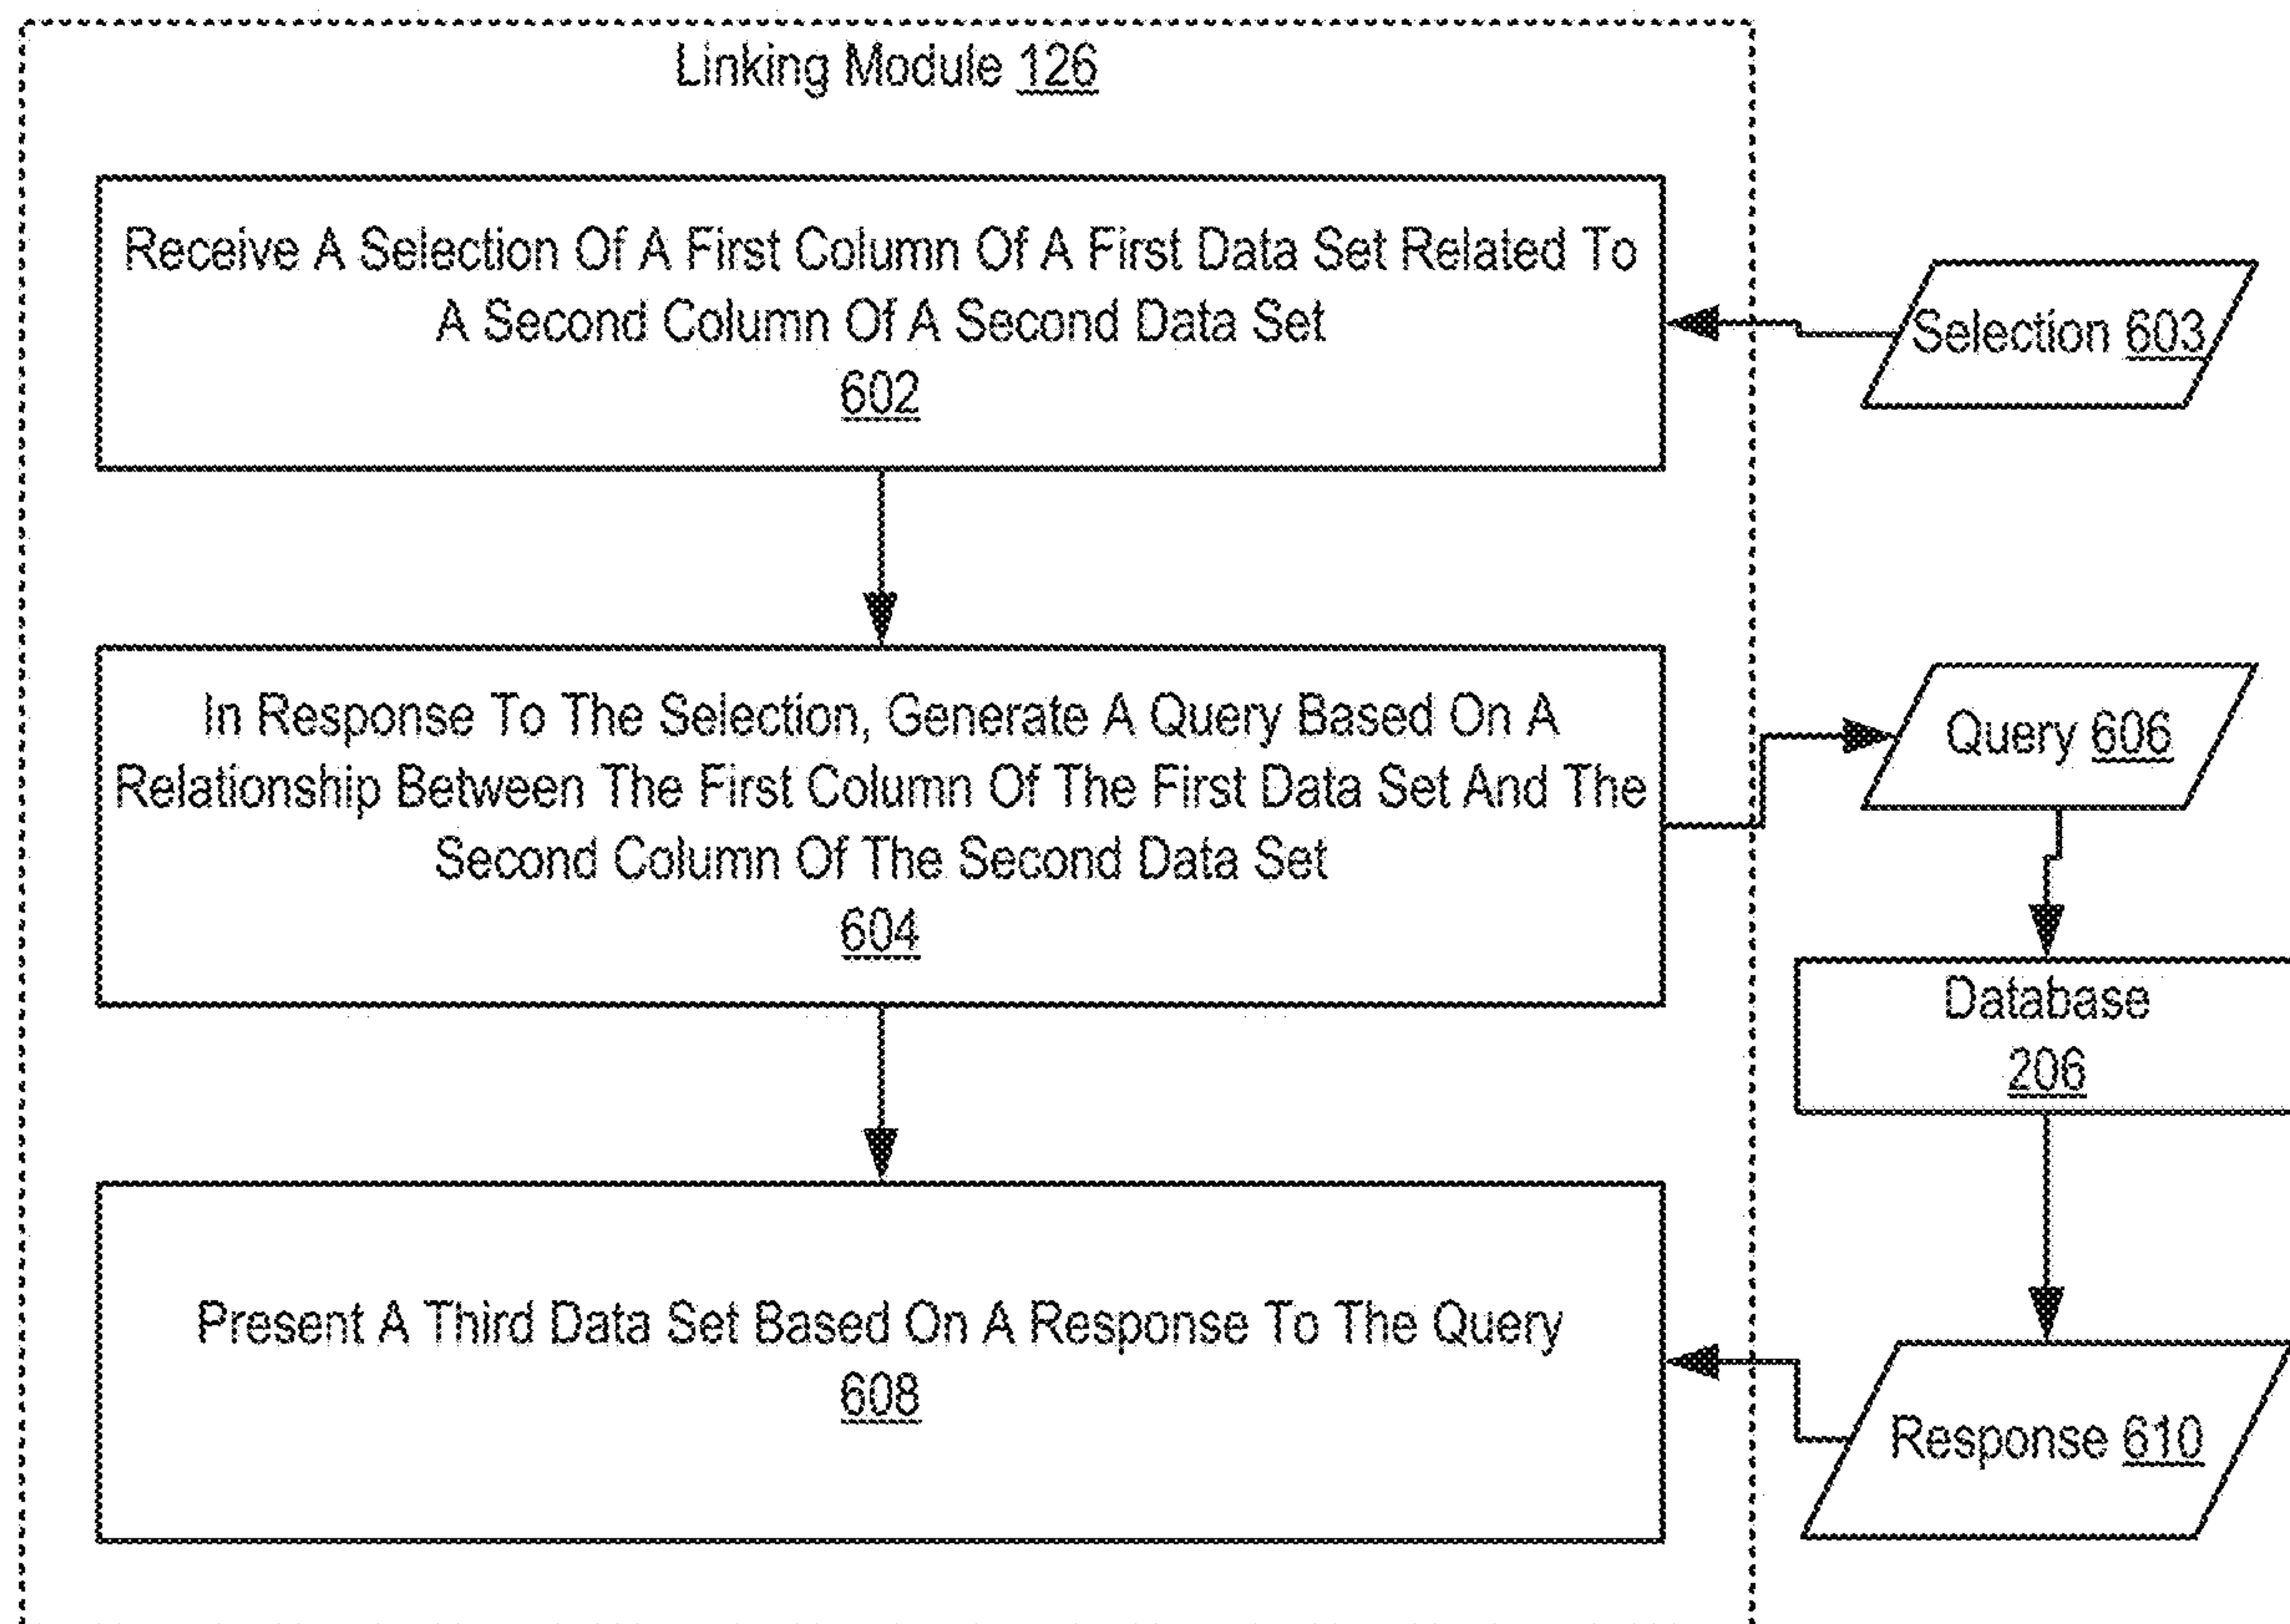 Linking Module 126
Receive A Selection Of A First Column Of A First Data Set Related To
A Second Column Of A Second Data Set
602
Selection 603
In Response To The Selection, Generate A Query Based On A
Relationship Between The First Column Of The First Data Set And The
Second Column Of The Second Data Set
604
Query 606
Database
206
Present A Third Data Set Based On A Response To The Query
608
Response 610